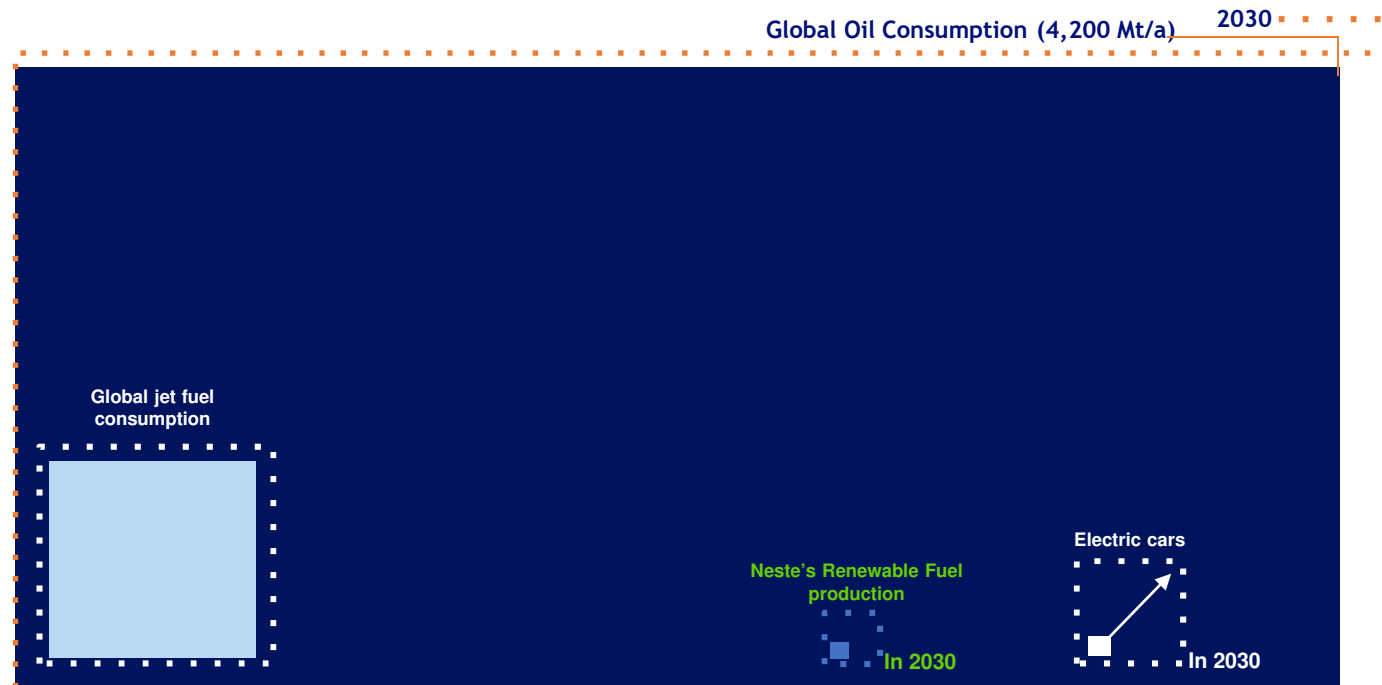 2030
Global Oil Consumption (4,200 Mt/a)
Global jet fuel
consumption
Electric cars
Neste's Renewable Fuel
production
In 2030
In 2030